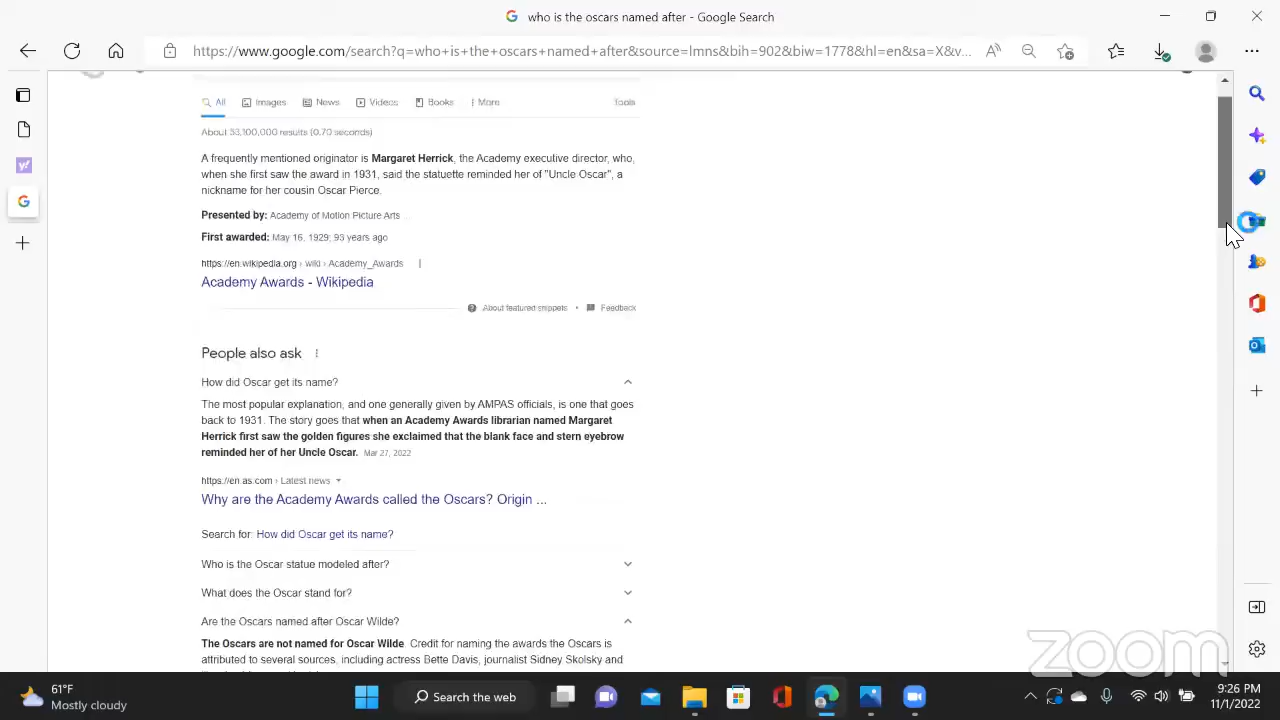 who is the oscars named after - Google Search
https://www.google.com/search?q=who+is+the+oscars+named+after&source=lmns&bih=902&biw=1778&hl=en&sa=X&v...
All Images News Videos Books More Tools
About 53,100,000 results (0.70 seconds)
A frequently mentioned originator is Margaret Herrick, the Academy executive director, who,
when she first saw the award in 1931, said the statuette reminded her of "Uncle Oscar", a
nickname for her cousin Oscar Pierce.
Presented by: Academy of Motion Picture Arts ...
First awarded: May 16, 1929; 93 years ago
https://en.wikipedia.org › wiki › Academy_Awards
Academy Awards - Wikipedia
About featured snippets • Feedback
People also ask
How did Oscar get its name?
The most popular explanation, and one generally given by AMPAS officials, is one that goes
back to 1931. The story goes that when an Academy Awards librarian named Margaret
Herrick first saw the golden figures she exclaimed that the blank face and stern eyebrow
reminded her of her Uncle Oscar. Mar 27, 2022
https://en.as.com › Latest news
Why are the Academy Awards called the Oscars? Origin ...
Search for: How did Oscar get its name?
Who is the Oscar statue modeled after?
What does the Oscar stand for?
Are the Oscars named after Oscar Wilde?
The Oscars are not named for Oscar Wilde. Credit for naming the awards the Oscars is
attributed to several sources, including actress Bette Davis, journalist Sidney Skolsky and
zoom
61°F
Mostly cloudy
Search the web
9:26 PM
11/1/2022